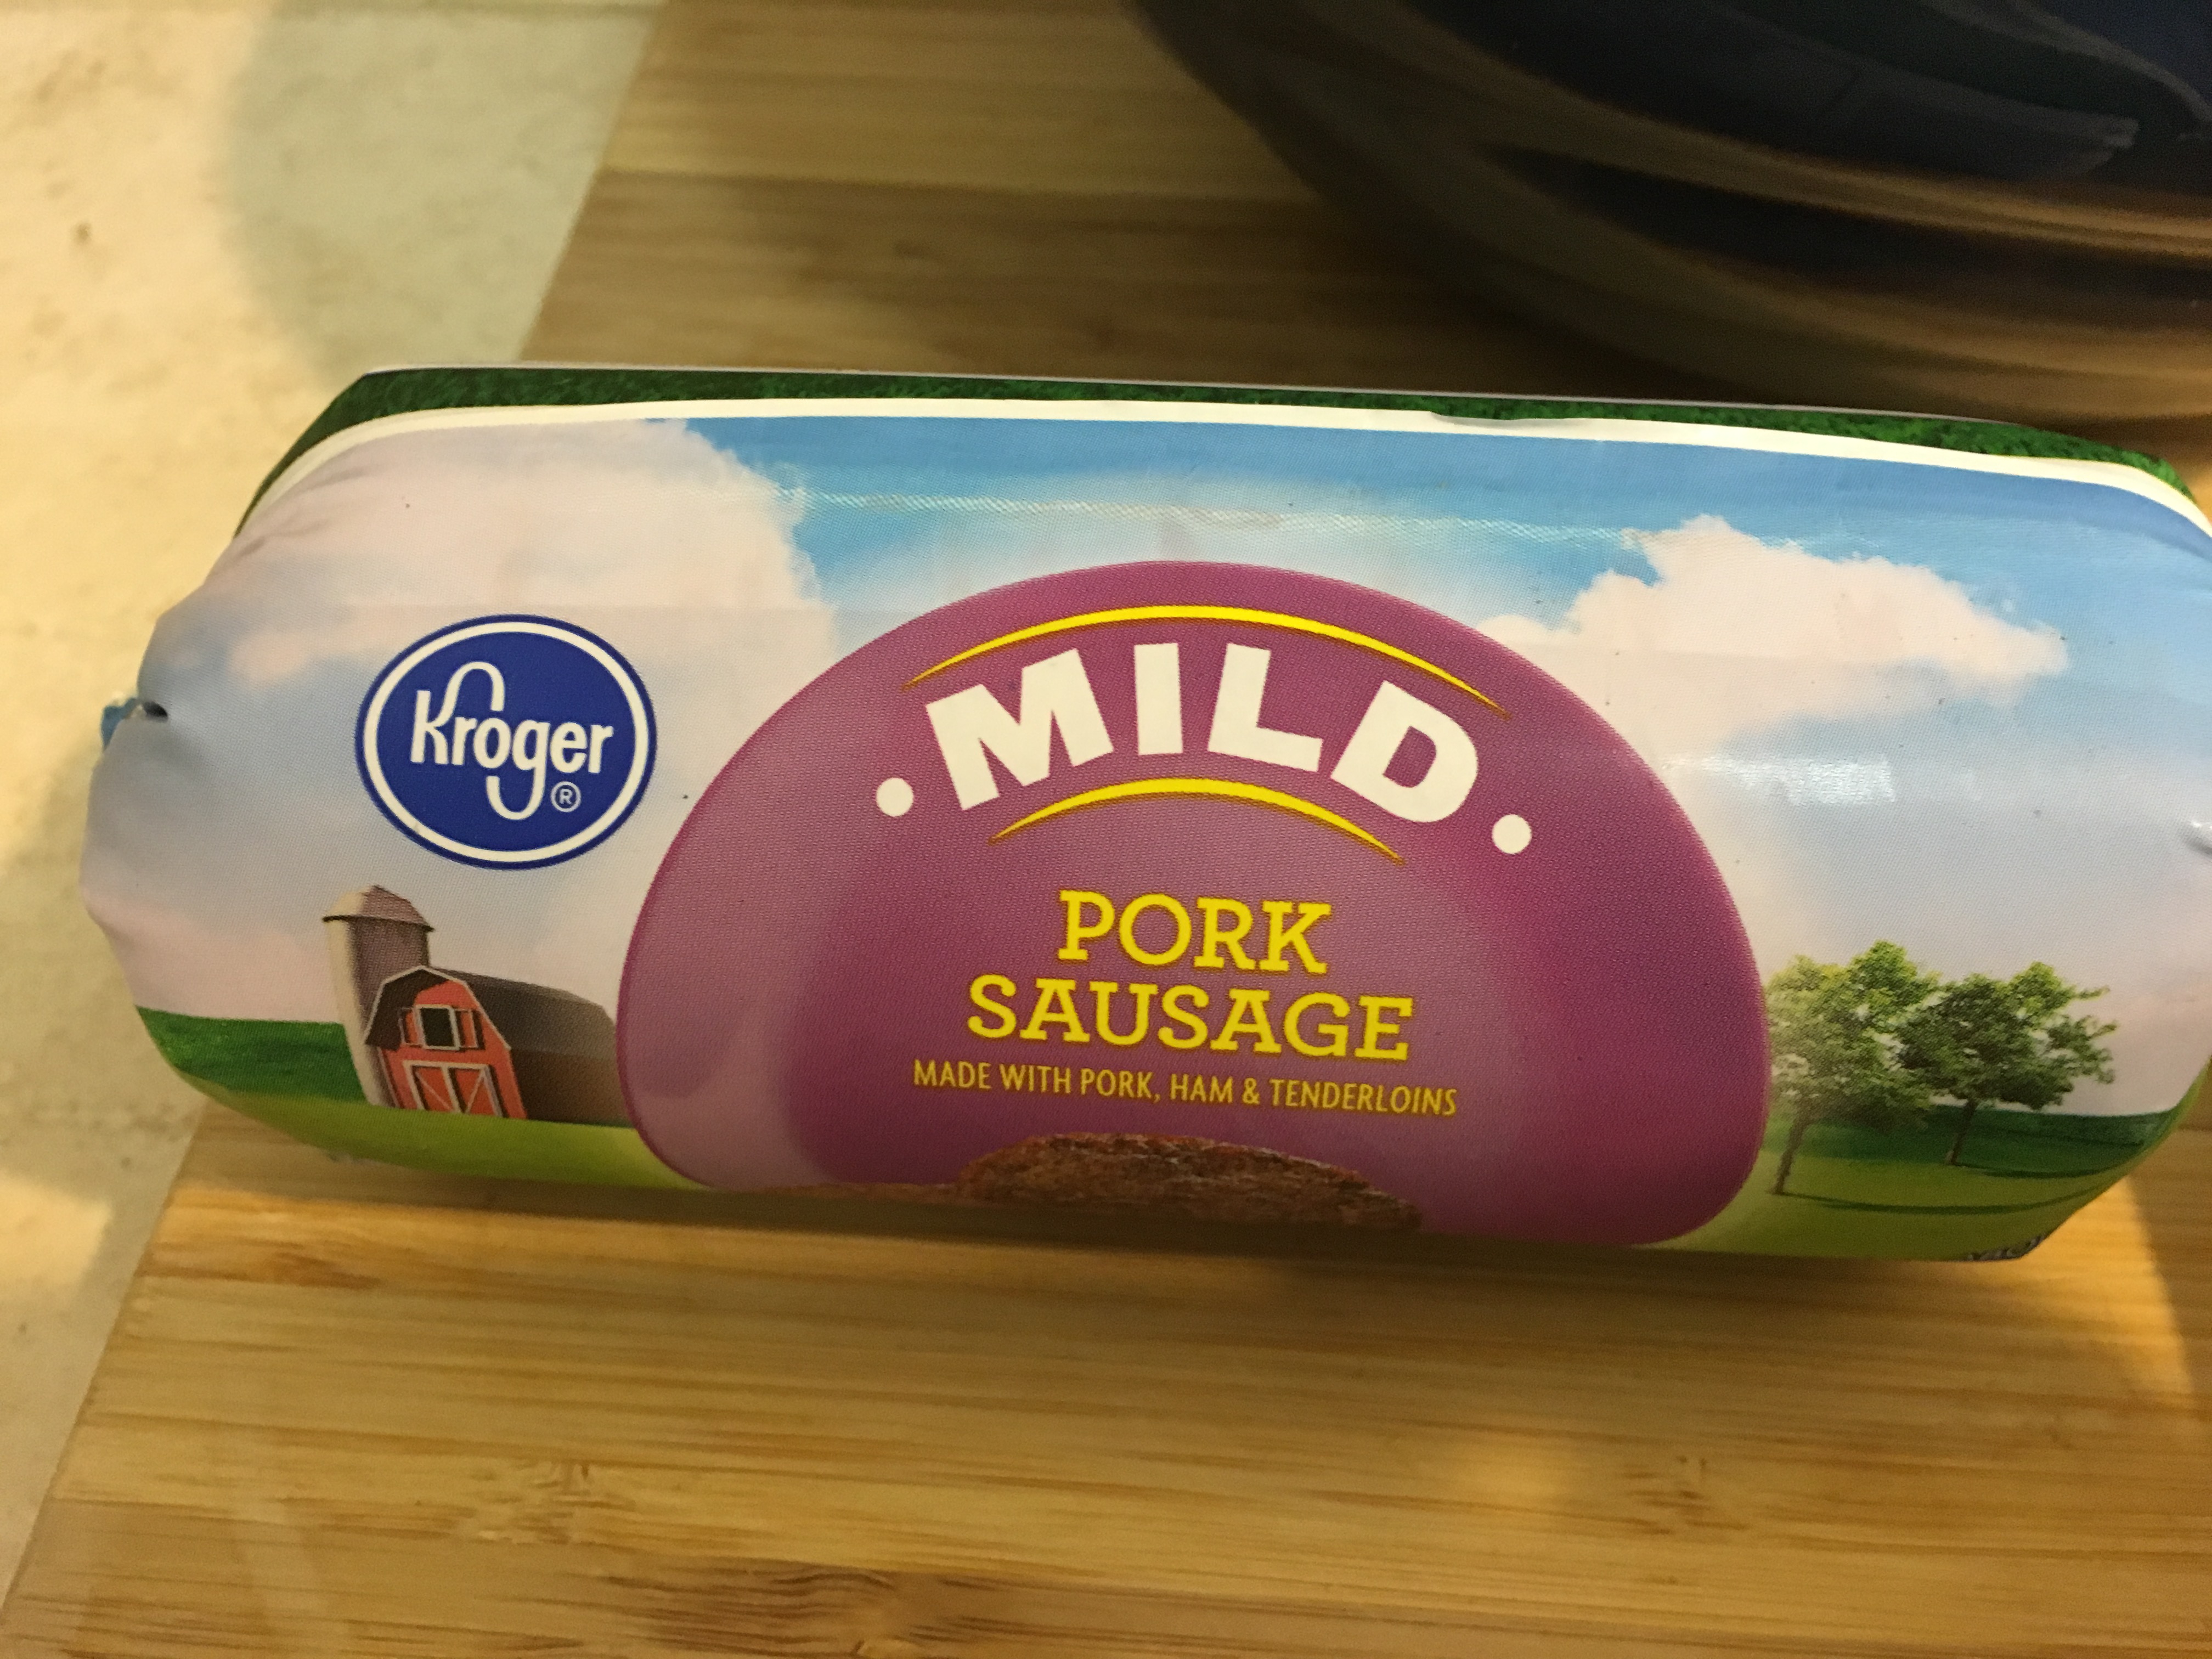 Kroger®
• MILD •
PORK
SAUSAGE
MADE WITH PORK, HAM & TENDERLOINS